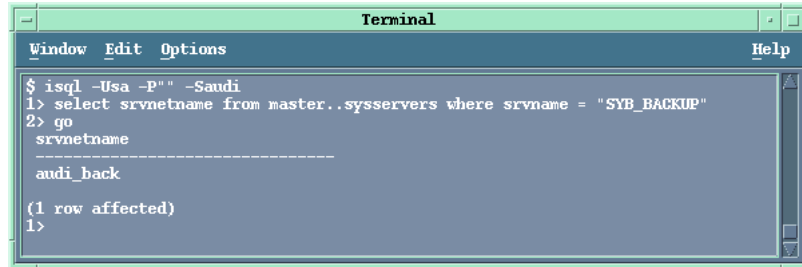 Terminal
Window Edit Options Help
$ isql -Usa -P"" -Saudi
1> select srvnetname from master..sysservers where srvname = "SYB_BACKUP"
2> go
srvnetname
--------------------------------
audi_back
(1 row affected)
1>